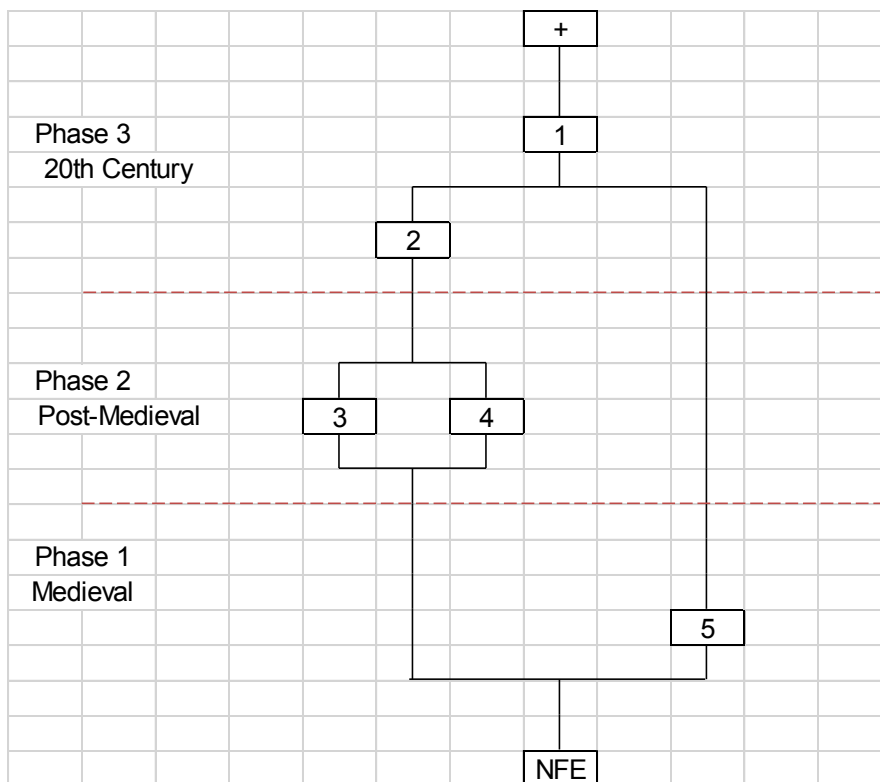 +
Phase 3
1
20th Century
2
Phase 2
Post-Medieval
3
4
Phase 1
Medieval
5
NFE